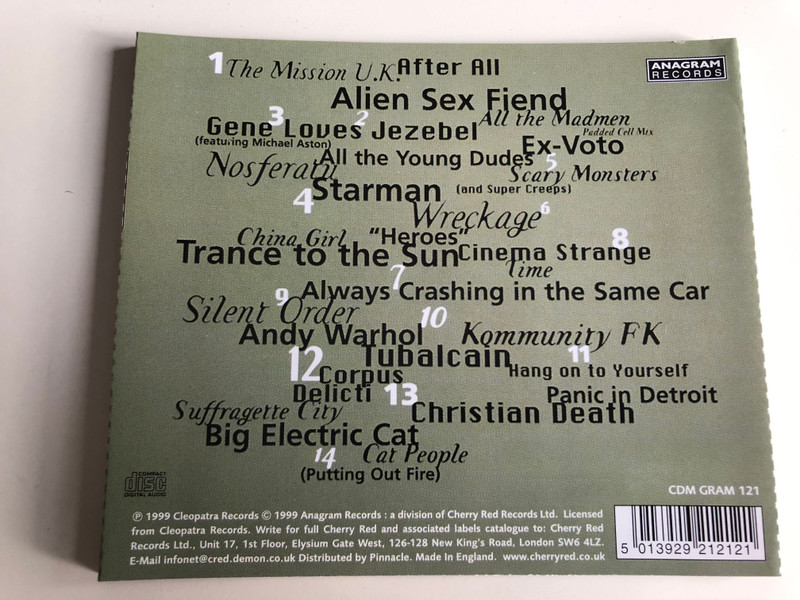 1 The Mission U.K. After All
ANAGRAM
RECORDS
Alien Sex Fiend
3 2 All the Madmen
Gene Loves Jezebel
Padded Cell Mix
(featuring Michael Aston)
Ex-Voto
Nosferatu All the Young Dudes 5
Scary Monsters
4 Starman (and Super Creeps)
Wreckage 6
China Girl "Heroes" 8
Trance to the Sun Cinema Strange
Time
7
9 Always Crashing in the Same Car
Silent Order
10
Andy Warhol Kommunity FK
Tubalcain 11
12 Hang on to Yourself
Corpus
Delicti 13 Panic in Detroit
Suffragette City Christian Death
Big Electric Cat
14 Cat People
(Putting Out Fire)
COMPACT
disc
DIGITAL AUDIO
CDM GRAM 121
℗ 1999 Cleopatra Records © 1999 Anagram Records : a division of Cherry Red Records Ltd. Licensed
from Cleopatra Records. Write for full Cherry Red and associated labels catalogue to: Cherry Red
Records Ltd., Unit 17, 1st Floor, Elysium Gate West, 126-128 New King's Road, London SW6 4LZ.
E-Mail infonet@cred.demon.co.uk Distributed by Pinnacle. Made In England. www.cherryred.co.uk
5 013929 212121